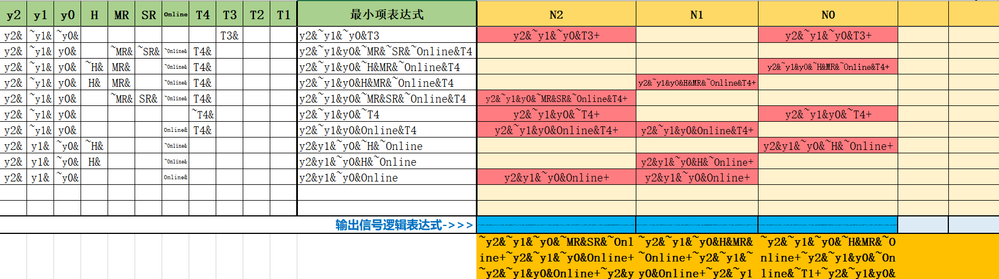 y2 y1 y0 H MR SR Online T4 T3 T2 T1 最小项表达式 N2 N1 N0
y2& ~y1& ~y0& T3& y2&~y1&~y0&T3 y2&~y1&~y0&T3+ y2&~y1&~y0&T3+
y2& ~y1& y0& ~MR& ~SR& ~Online& T4& y2&~y1&y0&~MR&~SR&~Online&T4
y2& ~y1& y0& ~H& MR& ~Online& T4& y2&~y1&y0&~H&MR&~Online&T4 y2&~y1&y0&~H&MR&~Online&T4+
y2& ~y1& y0& H& MR& ~Online& T4& y2&~y1&y0&H&MR&~Online&T4 y2&~y1&y0&H&MR&~Online&T4+
y2& ~y1& y0& ~MR& SR& ~Online& T4& y2&~y1&y0&~MR&SR&~Online&T4 y2&~y1&y0&~MR&SR&~Online&T4+
y2& ~y1& y0& ~T4& y2&~y1&y0&~T4 y2&~y1&y0&~T4+ y2&~y1&y0&~T4+
y2& ~y1& y0& Online& T4& y2&~y1&y0&Online&T4 y2&~y1&y0&Online&T4+ y2&~y1&y0&Online&T4+
y2& y1& ~y0& ~H& ~Online& y2&y1&~y0&~H&~Online y2&y1&~y0&~H&~Online+
y2& y1& ~y0& H& ~Online& y2&y1&~y0&H&~Online y2&y1&~y0&H&~Online+
y2& y1& ~y0& Online& y2&y1&~y0&Online y2&y1&~y0&Online+ y2&y1&~y0&Online+
输出信号逻辑表达式->>>
~y2&~y1&~y0&~MR&SR&~Onl ~y2&~y1&~y0&H&MR& ~y2&~y1&~y0&~H&MR&~O
ine+~y2&~y1&~y0&Online+ ~Online+~y2&~y1&~ nline+~y2&~y1&y0&~On
~y2&~y1&y0&Online+~y2&y y0&Online+~y2&~y1 line&~T1+~y2&~y1&y0&